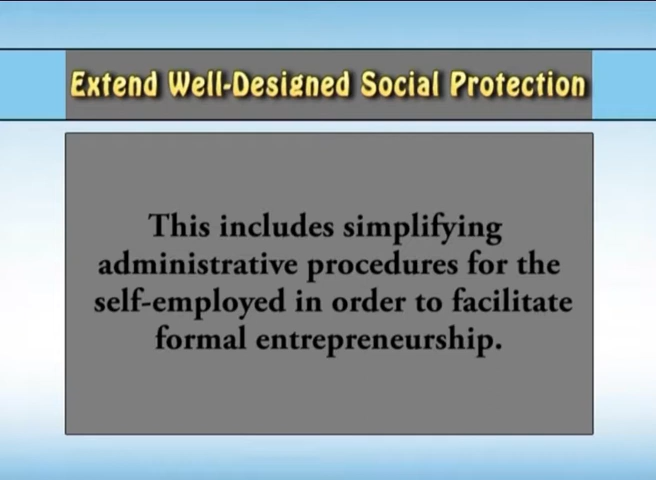 Extend Well-Designed Social Protection
This includes simplifying
administrative procedures for the
self-employed in order to facilitate
formal entrepreneurship.